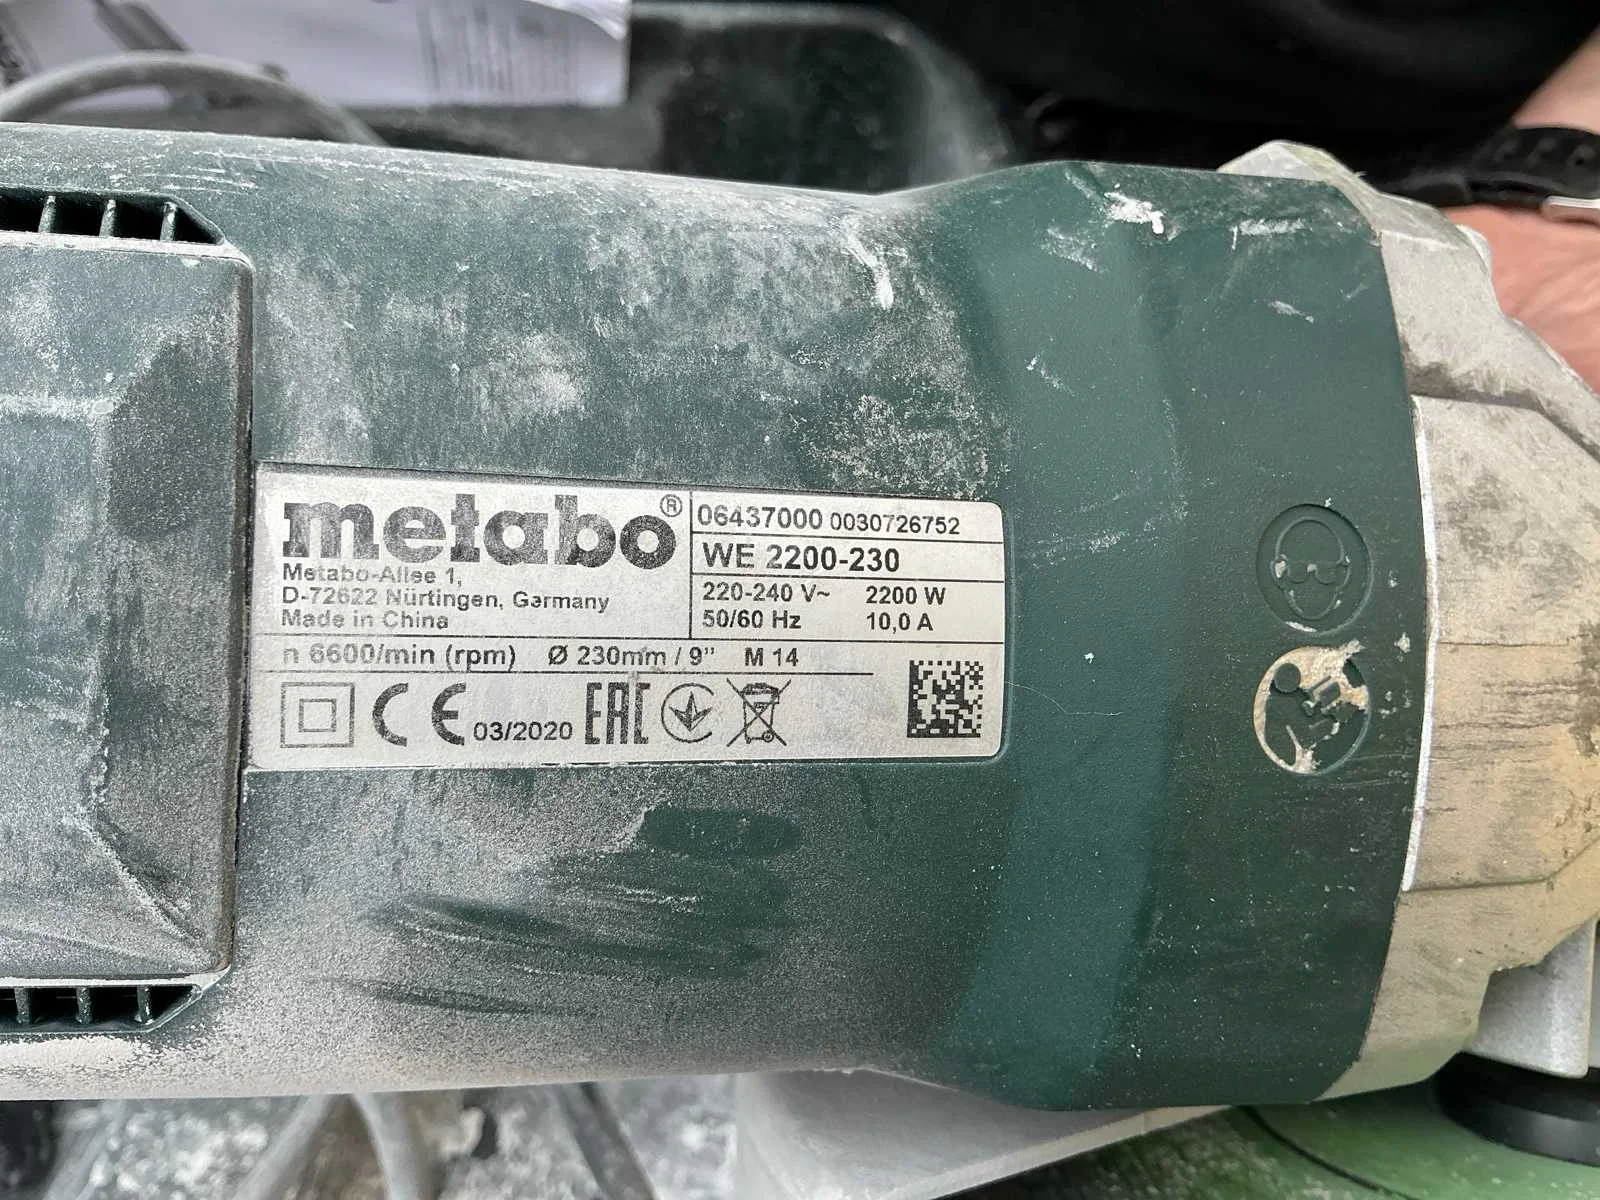 metabo®
Metabo-Allee 1,
D-72622 Nürtingen, Germany
Made in China
06437000 0030726752
WE 2200-230
220-240 V~ 2200 W
50/60 Hz 10,0 A
n 6600/min (rpm) Ø 230mm / 9" M 14
CE 03/2020 EAC